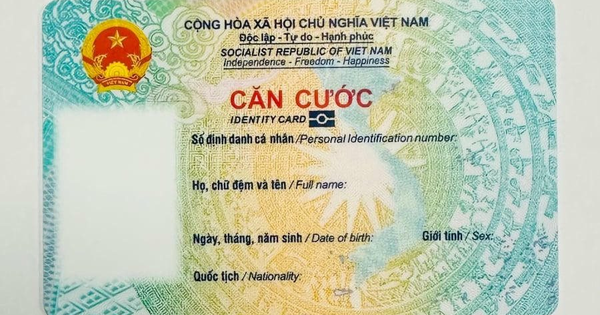 CỘNG HÒA XÃ HỘI CHỦ NGHĨA VIỆT NAM
Độc lập - Tự do - Hạnh phúc
SOCIALIST REPUBLIC OF VIET NAM
Independence - Freedom - Happiness
VIỆT NAM
CĂN CƯỚC
IDENTITY CARD
Số định danh cá nhân / Personal Identification number:
Họ, chữ đệm và tên / Full name:
Ngày, tháng, năm sinh / Date of birth: Giới tính / Sex:
Quốc tịch / Nationality: